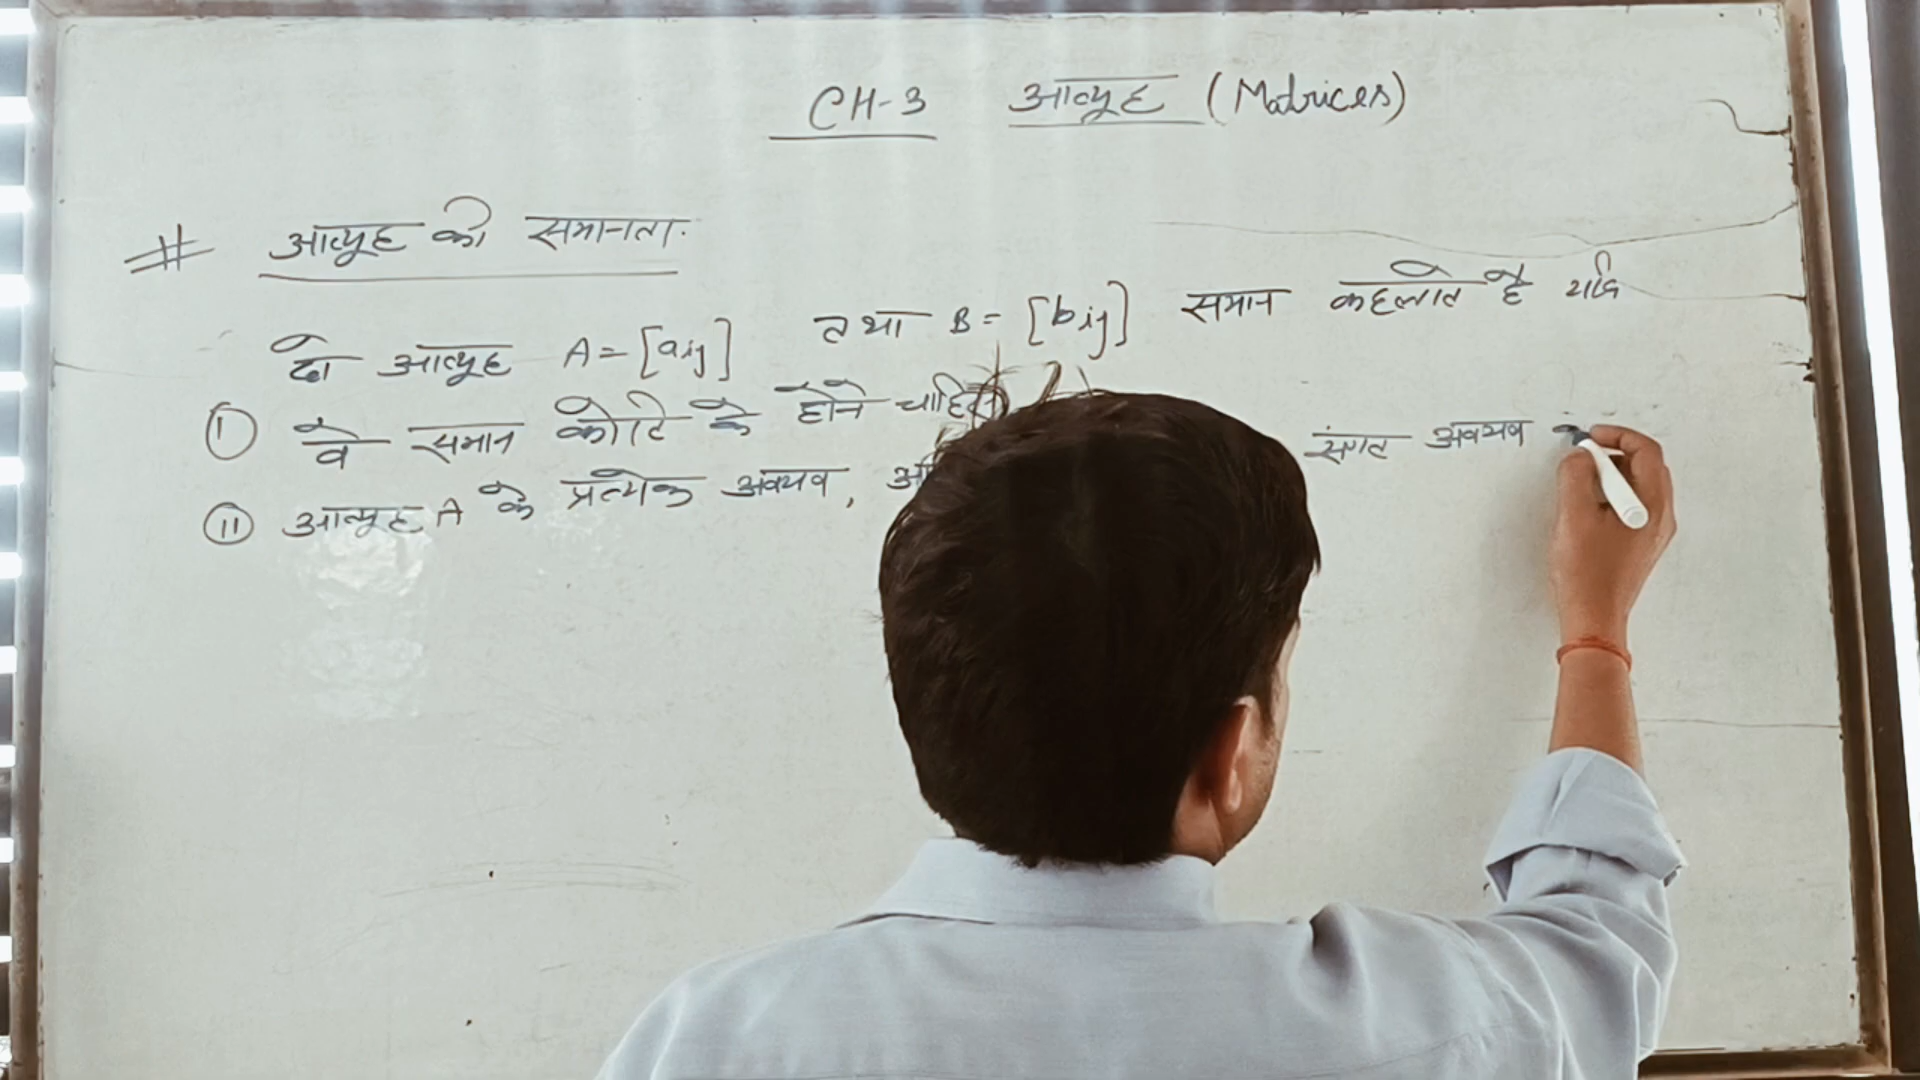 CH-3 आव्यूह (Matrices)
# आव्यूह की समानता.
दो आव्यूह A = [aij] तथा B = [bij] समान कहलाते है यदि
I वे समान कोटि के होने चाहिए
II आव्यूह A के प्रत्येक अवयव, संगत अवयव